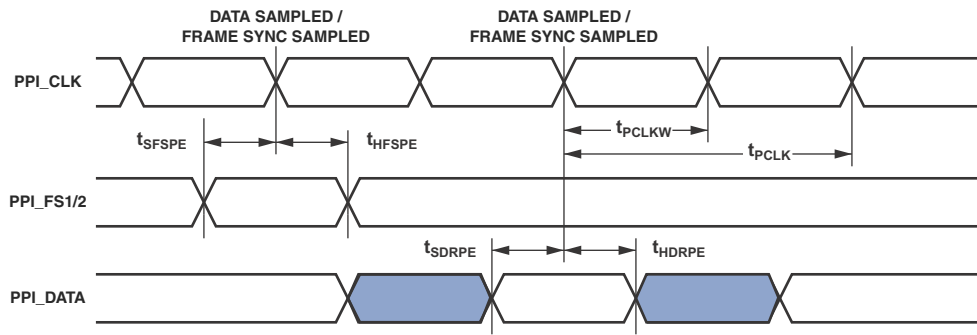 DATA SAMPLED /
FRAME SYNC SAMPLED
DATA SAMPLED /
FRAME SYNC SAMPLED
PPI_CLK
tSFSPE
tHFSPE
tPCLKW
tPCLK
PPI_FS1/2
tSDRPE
tHDRPE
PPI_DATA